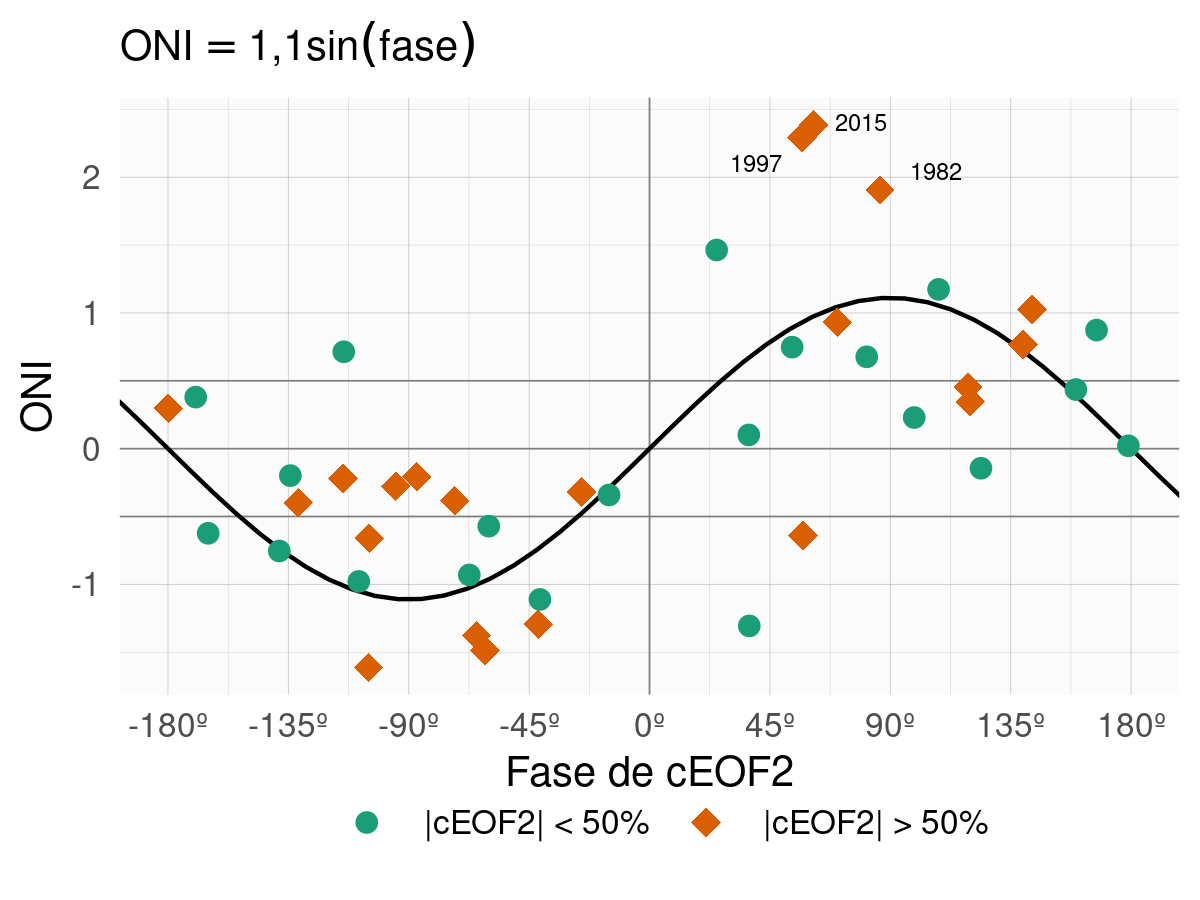 ONI = 1,1sin(fase)
2015
1997
1982
2
1
0
-1
ONI
-180º -135º -90º -45º 0º 45º 90º 135º 180º
Fase de cEOF2
|cEOF2| < 50% |cEOF2| > 50%